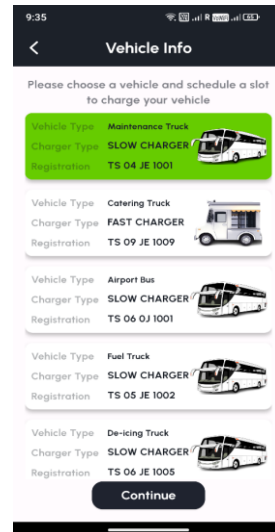 9:35
Vehicle Info
Please choose a vehicle and schedule a slot
to charge your vehicle
Vehicle Type Maintenance Truck
Charger Type SLOW CHARGER
Registration TS 04 JE 1001
Vehicle Type Catering Truck
Charger Type FAST CHARGER
Registration TS 09 JE 1009
Vehicle Type Airport Bus
Charger Type SLOW CHARGER
Registration TS 06 0J 1001
Vehicle Type Fuel Truck
Charger Type SLOW CHARGER
Registration TS 05 JE 1002
Vehicle Type De-icing Truck
Charger Type SLOW CHARGER
Registration TS 06 JE 1005
Continue